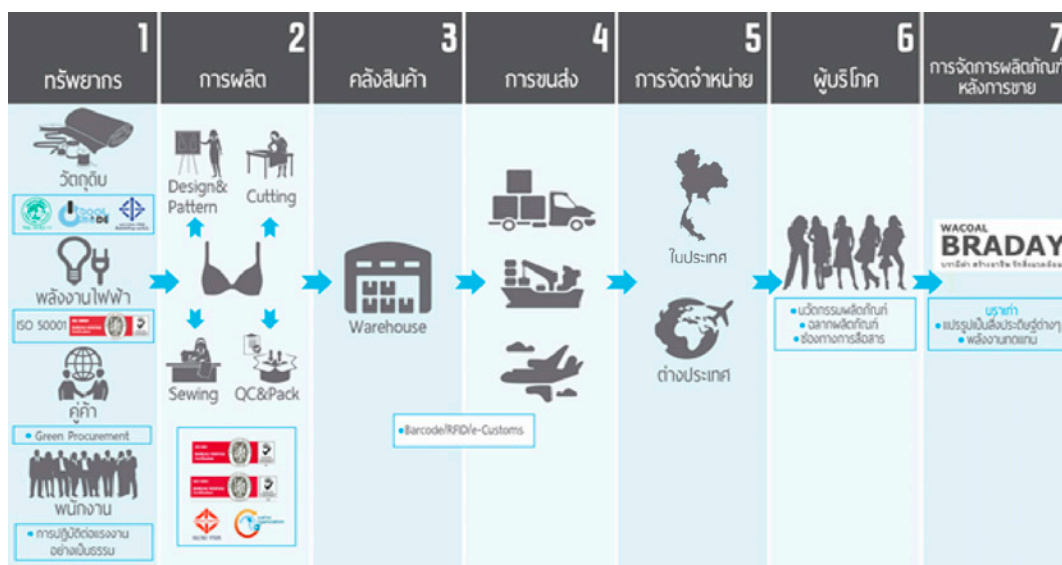 1
ทรัพยากร
วัตถุดิบ
พลังงานไฟฟ้า
ISO 50001
คู่ค้า
• Green Procurement
พนักงาน
• การปฏิบัติต่อแรงงาน
อย่างเป็นธรรม
2
การผลิต
Design&
Pattern
Cutting
Sewing
QC&Pack
3
คลังสินค้า
Warehouse
• Barcode/RFID/e-Customs
4
การขนส่ง
5
การจัดจำหน่าย
ในประเทศ
ต่างประเทศ
6
ผู้บริโภค
• นวัตกรรมผลิตภัณฑ์
• ฉลากผลิตภัณฑ์
• ช่องทางการสื่อสาร
7
การจัดการผลิตภัณฑ์
หลังการขาย
WACOAL
BRADAY
บราเก่า
• แปรรูปเป็นสิ่งประดิษฐ์ต่างๆ
• พลังงานทดแทน